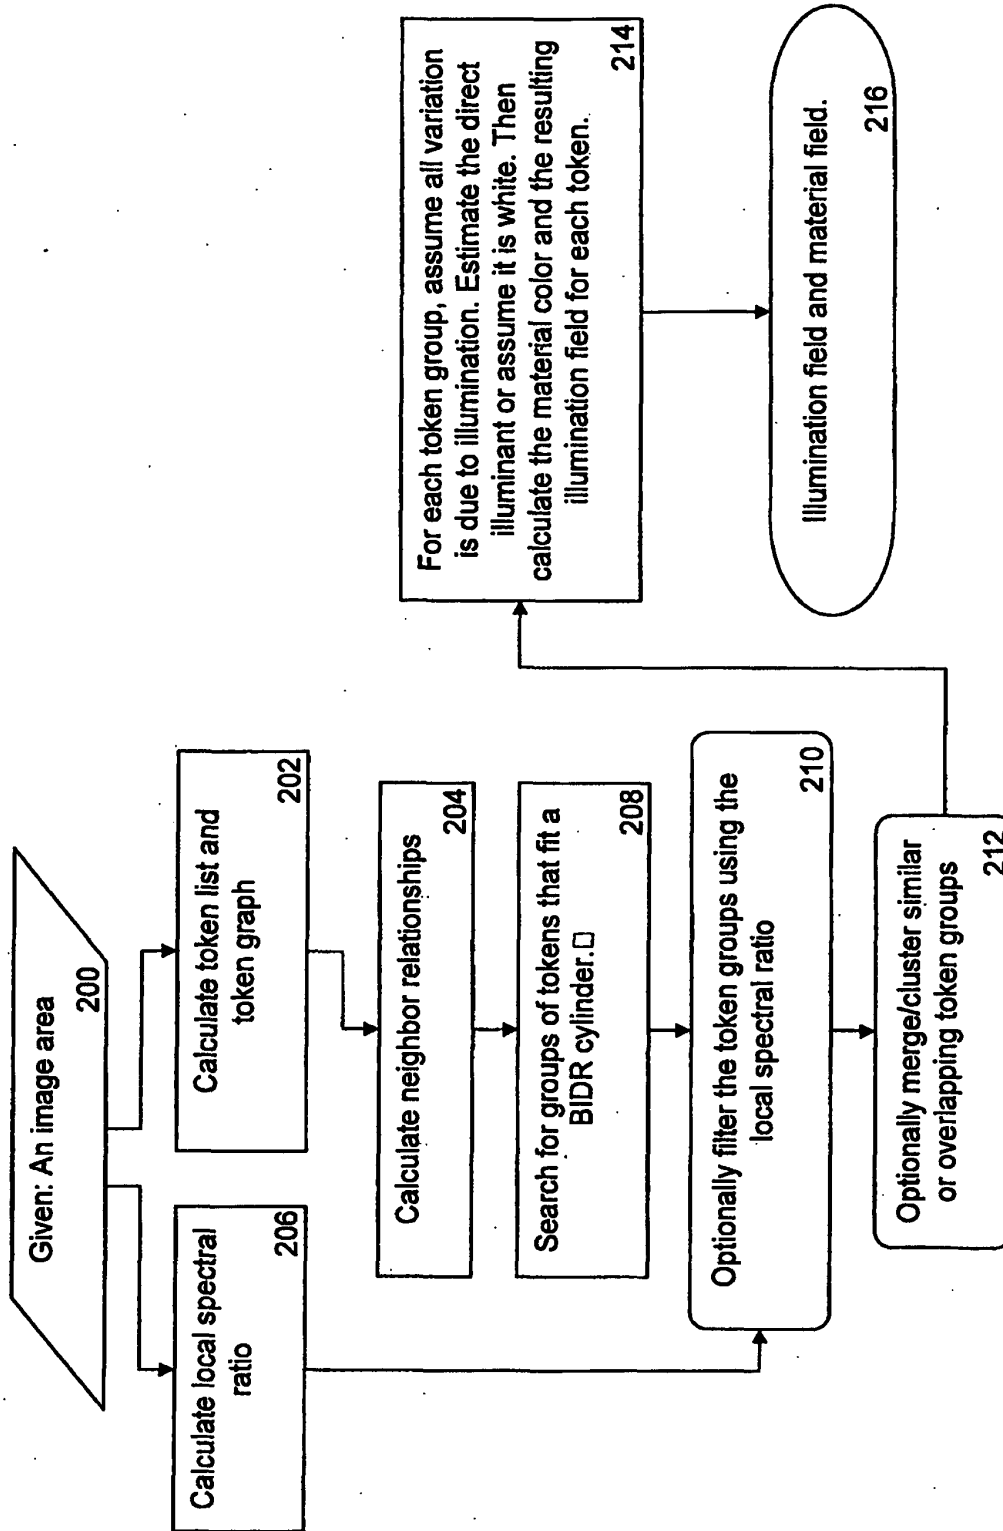 Given: An image area
200
Calculate local spectral
ratio
206
Calculate token list and
token graph
202
Calculate neighbor relationships
204
Search for groups of tokens that fit a
BIDR cylinder.□
208
Optionally filter the token groups using the
local spectral ratio
210
Optionally merge/cluster similar
or overlapping token groups
212
For each token group, assume all variation
is due to illumination. Estimate the direct
illuminant or assume it is white. Then
calculate the material color and the resulting
illumination field for each token.
214
Illumination field and material field.
216